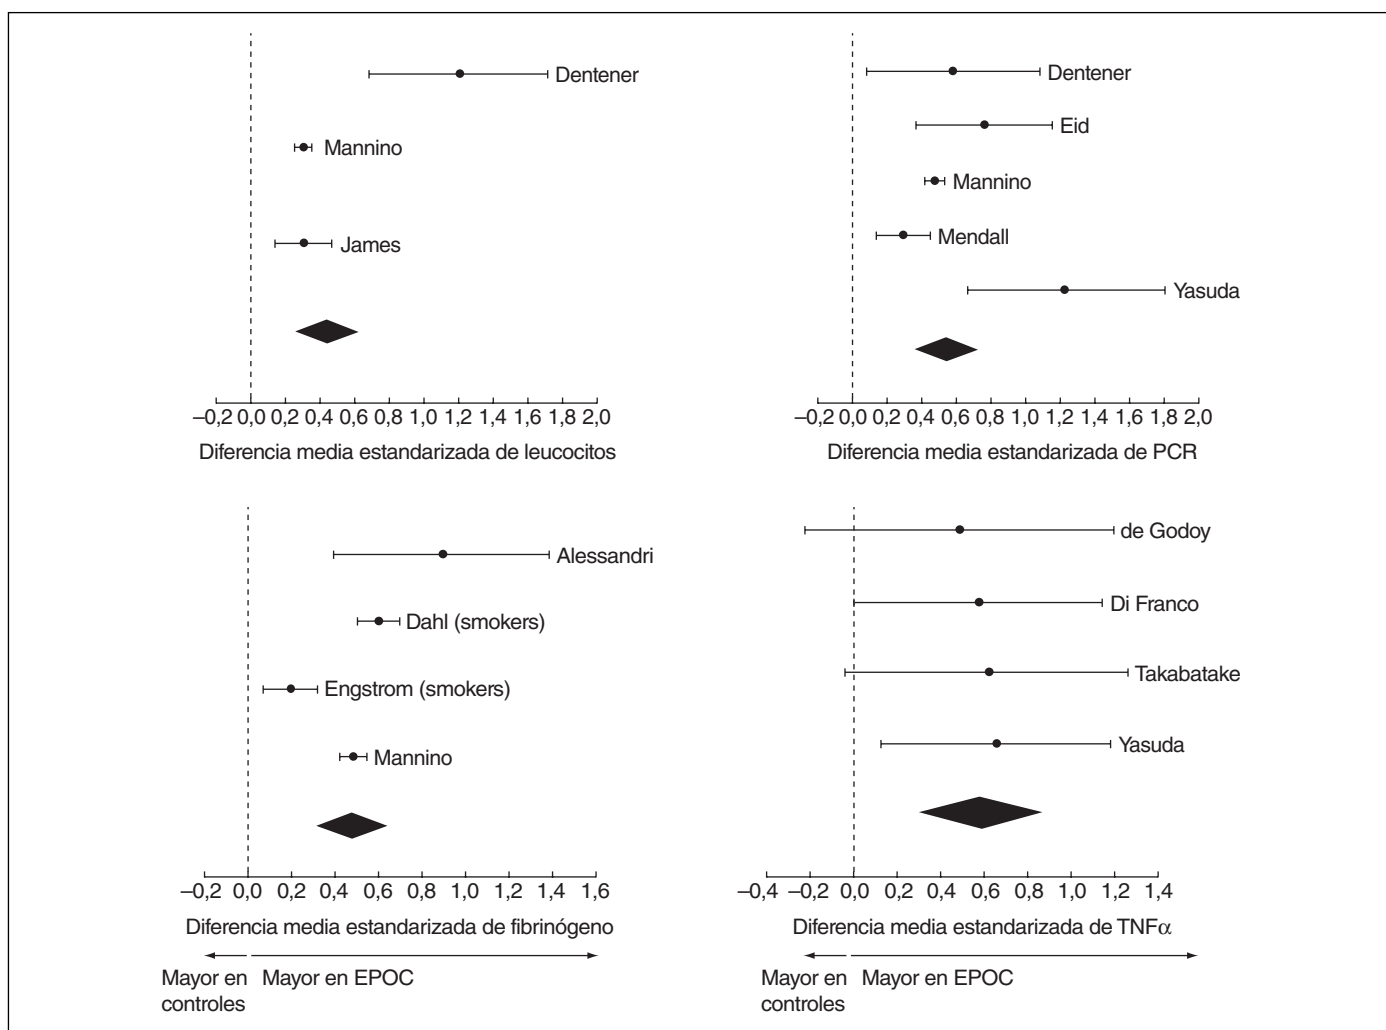 Dentener
Mannino
James
–0,2 0,0 0,2 0,4 0,6 0,8 1,0 1,2 1,4 1,6 1,8 2,0
Diferencia media estandarizada de leucocitos
Dentener
Eid
Mannino
Mendall
Yasuda
–0,2 0,0 0,2 0,4 0,6 0,8 1,0 1,2 1,4 1,6 1,8 2,0
Diferencia media estandarizada de PCR
Alessandri
Dahl (smokers)
Engstrom (smokers)
Mannino
–0,2 0,0 0,2 0,4 0,6 0,8 1,0 1,2 1,4 1,6
Diferencia media estandarizada de fibrinógeno
Mayor en
controles
Mayor en EPOC
de Godoy
Di Franco
Takabatake
Yasuda
–0,4 –0,2 0,0 0,2 0,4 0,6 0,8 1,0 1,2 1,4
Diferencia media estandarizada de TNFα
Mayor en
controles
Mayor en EPOC